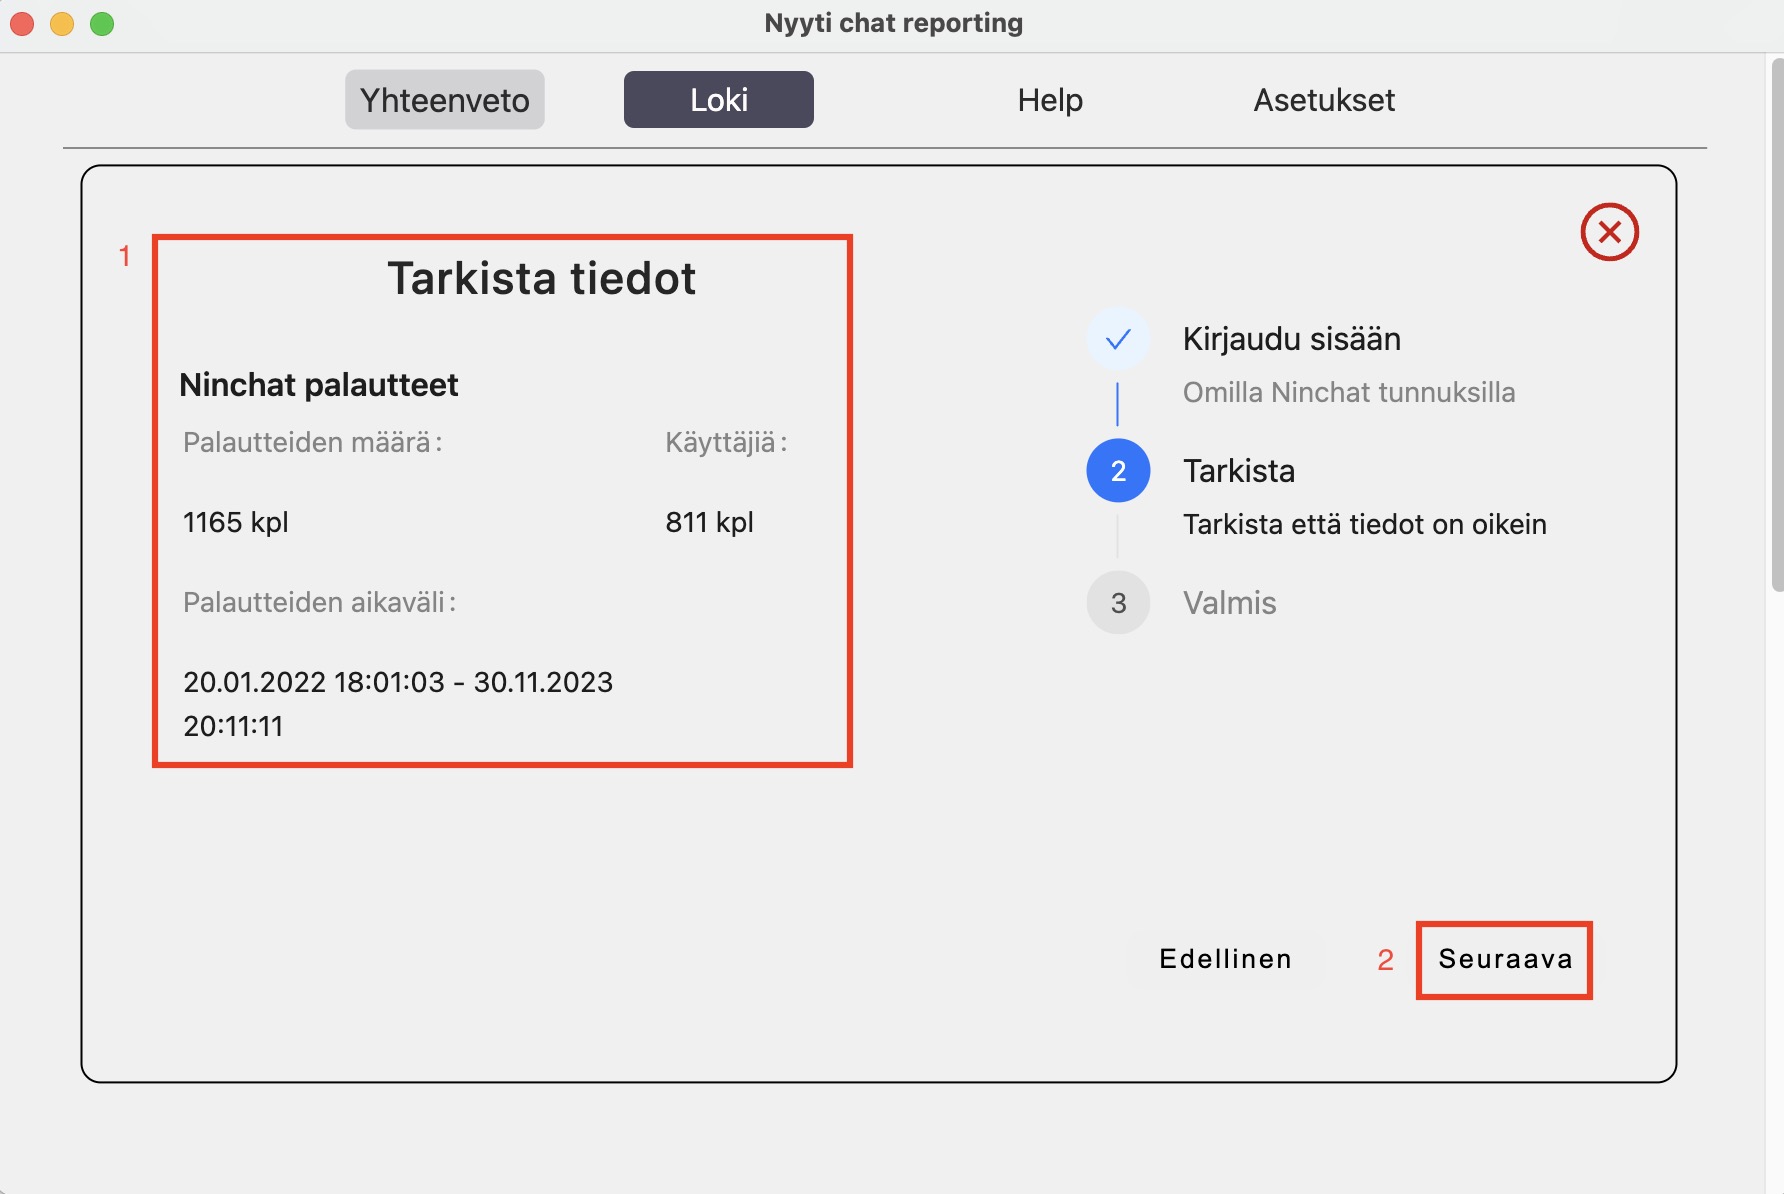 Nyyti chat reporting
Yhteenveto
Loki
Help
Asetukset
1
Tarkista tiedot
Ninchat palautteet
Palautteiden määrä:
Käyttäjiä:
1165 kpl
811 kpl
Palautteiden aikaväli:
20.01.2022 18:01:03 - 30.11.2023
20:11:11
Kirjaudu sisään
Omilla Ninchat tunnuksilla
2
Tarkista
Tarkista että tiedot on oikein
3
Valmis
Edellinen
2
Seuraava